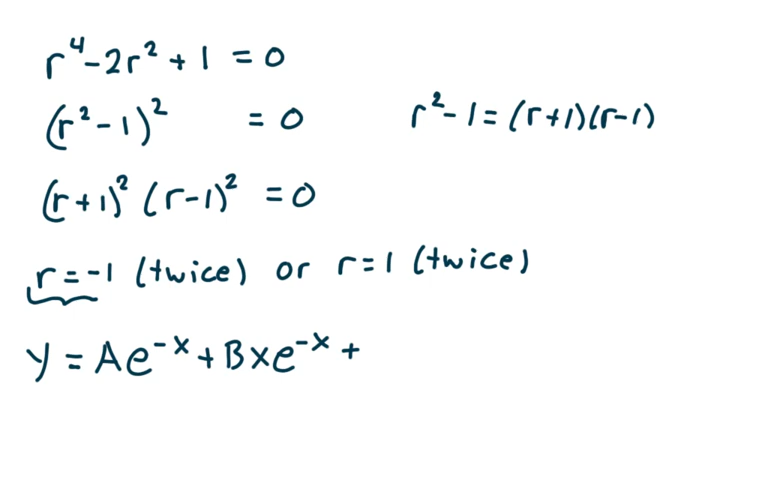 r⁴-2r²+1 = 0
(r²-1)² = 0 r²-1=(r+1)(r-1)
(r+1)² (r-1)² = 0
r=-1 (twice) or r=1 (twice)
y = Ae⁻ˣ + Bxe⁻ˣ +